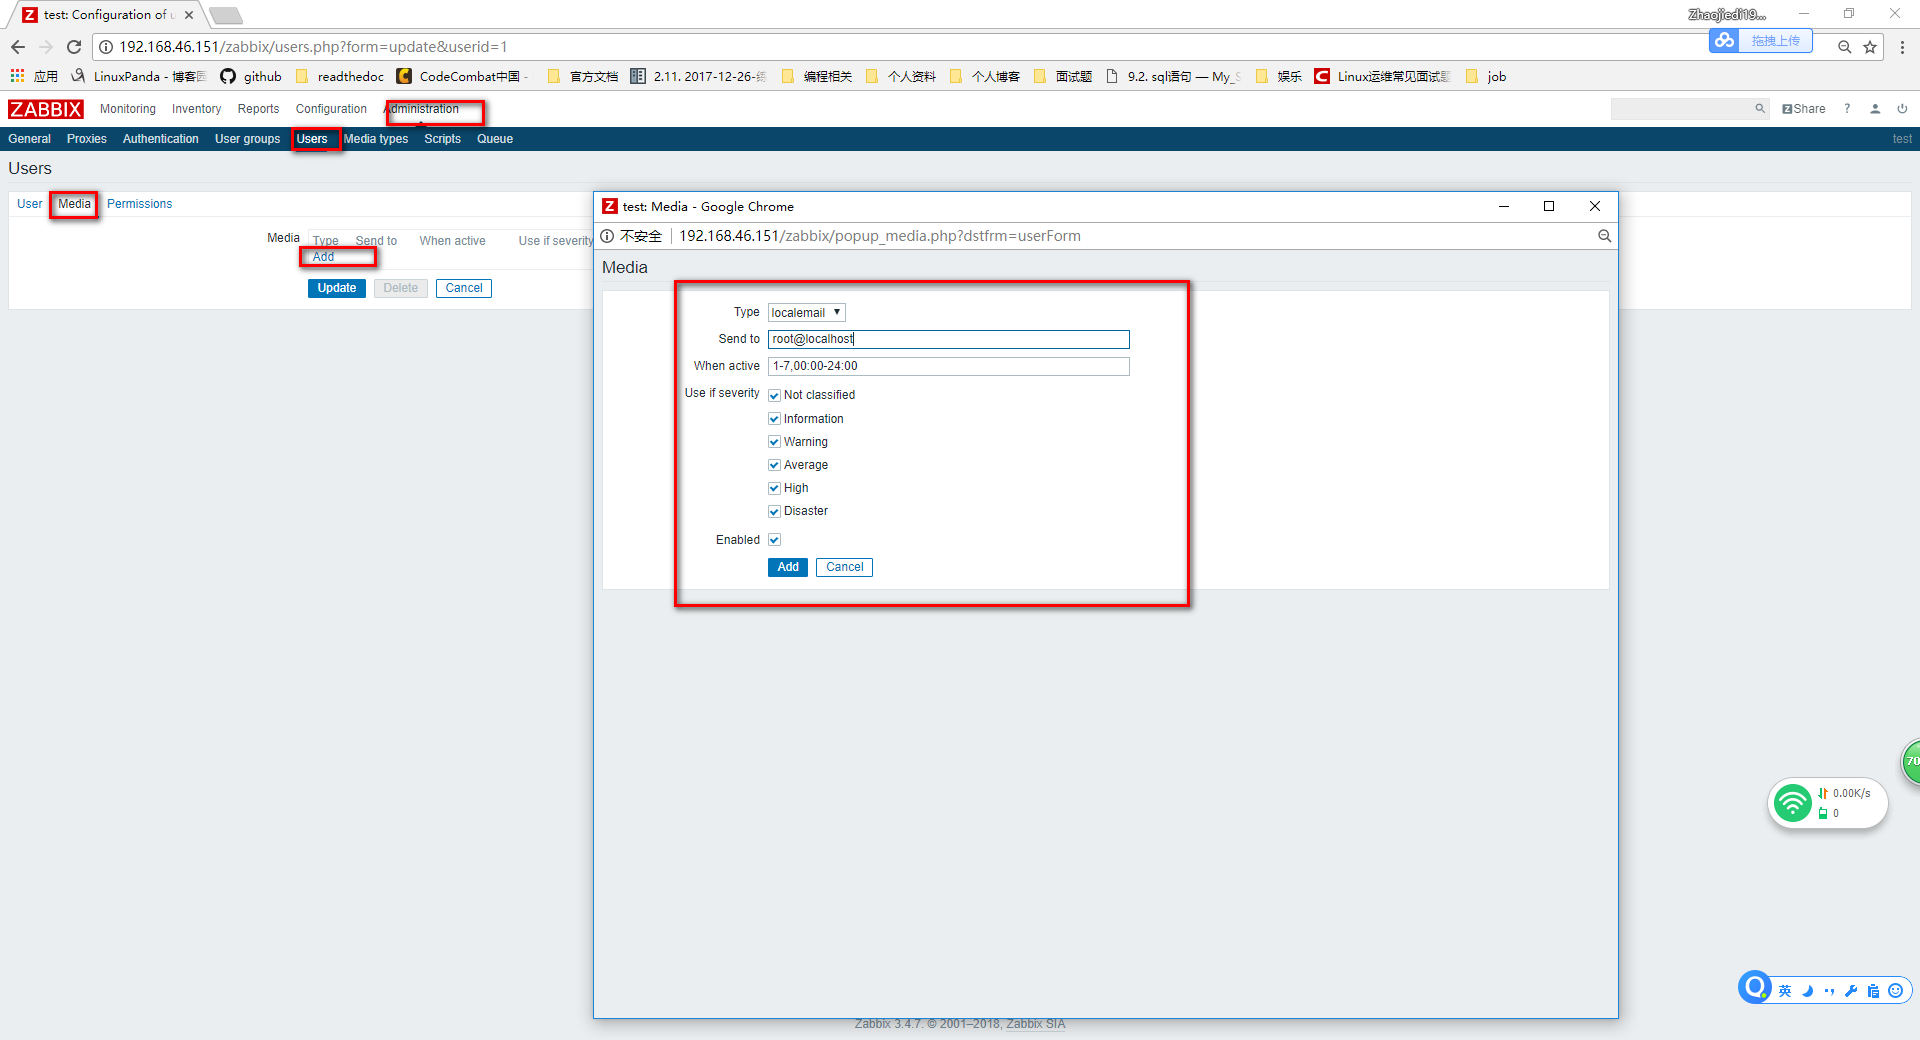 test: Configuration of u
Zhaojiedi19...
192.168.46.151/zabbix/users.php?form=update&userid=1
拖拽上传
应用 LinuxPanda - 博客园 github readthedoc CodeCombat中国 - 官方文档 2.11. 2017-12-26-练 编程相关 个人资料 个人博客 面试题 9.2. sql语句 — My_S 娱乐 Linux运维常见面试题 job
ZABBIX Monitoring Inventory Reports Configuration Administration Z Share ?
General Proxies Authentication User groups Users Media types Scripts Queue test
Users
User Media Permissions
Media Type Send to When active Use if severity
Add
Update Delete Cancel
test: Media - Google Chrome
不安全 192.168.46.151/zabbix/popup_media.php?dstfrm=userForm
Media
Type localemail
Send to root@localhost
When active 1-7,00:00-24:00
Use if severity Not classified
Information
Warning
Average
High
Disaster
Enabled
Add Cancel
70
0.00K/s
0
英
Zabbix 3.4.7. © 2001–2018, Zabbix SIA